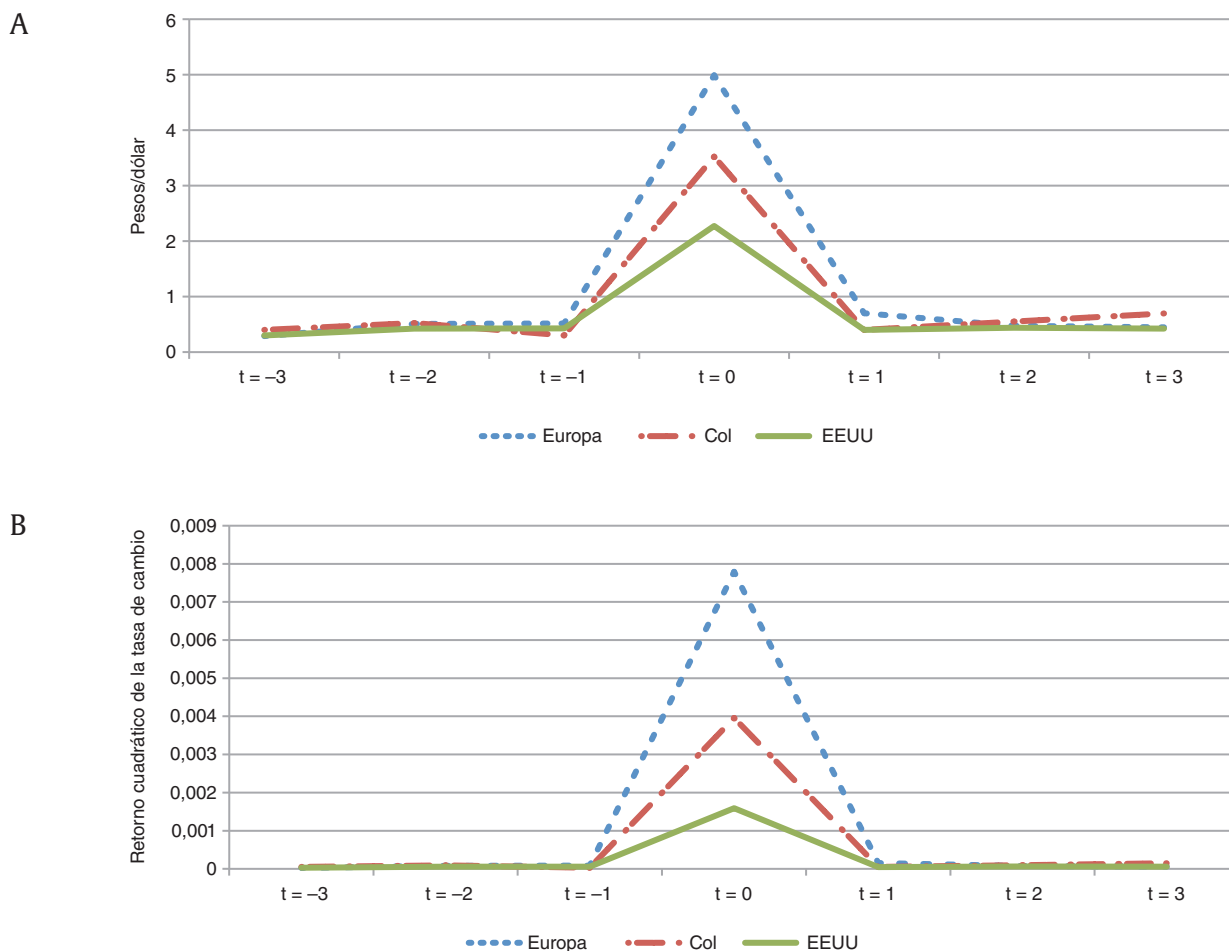 A
Pesos/dólar
6
5
4
3
2
1
0
t = –3 t = –2 t = –1 t = 0 t = 1 t = 2 t = 3
Europa Col EEUU
B
Retorno cuadrático de la tasa de cambio
0,009
0,008
0,007
0,006
0,005
0,004
0,003
0,002
0,001
0
t = –3 t = –2 t = –1 t = 0 t = 1 t = 2 t = 3
Europa Col EEUU